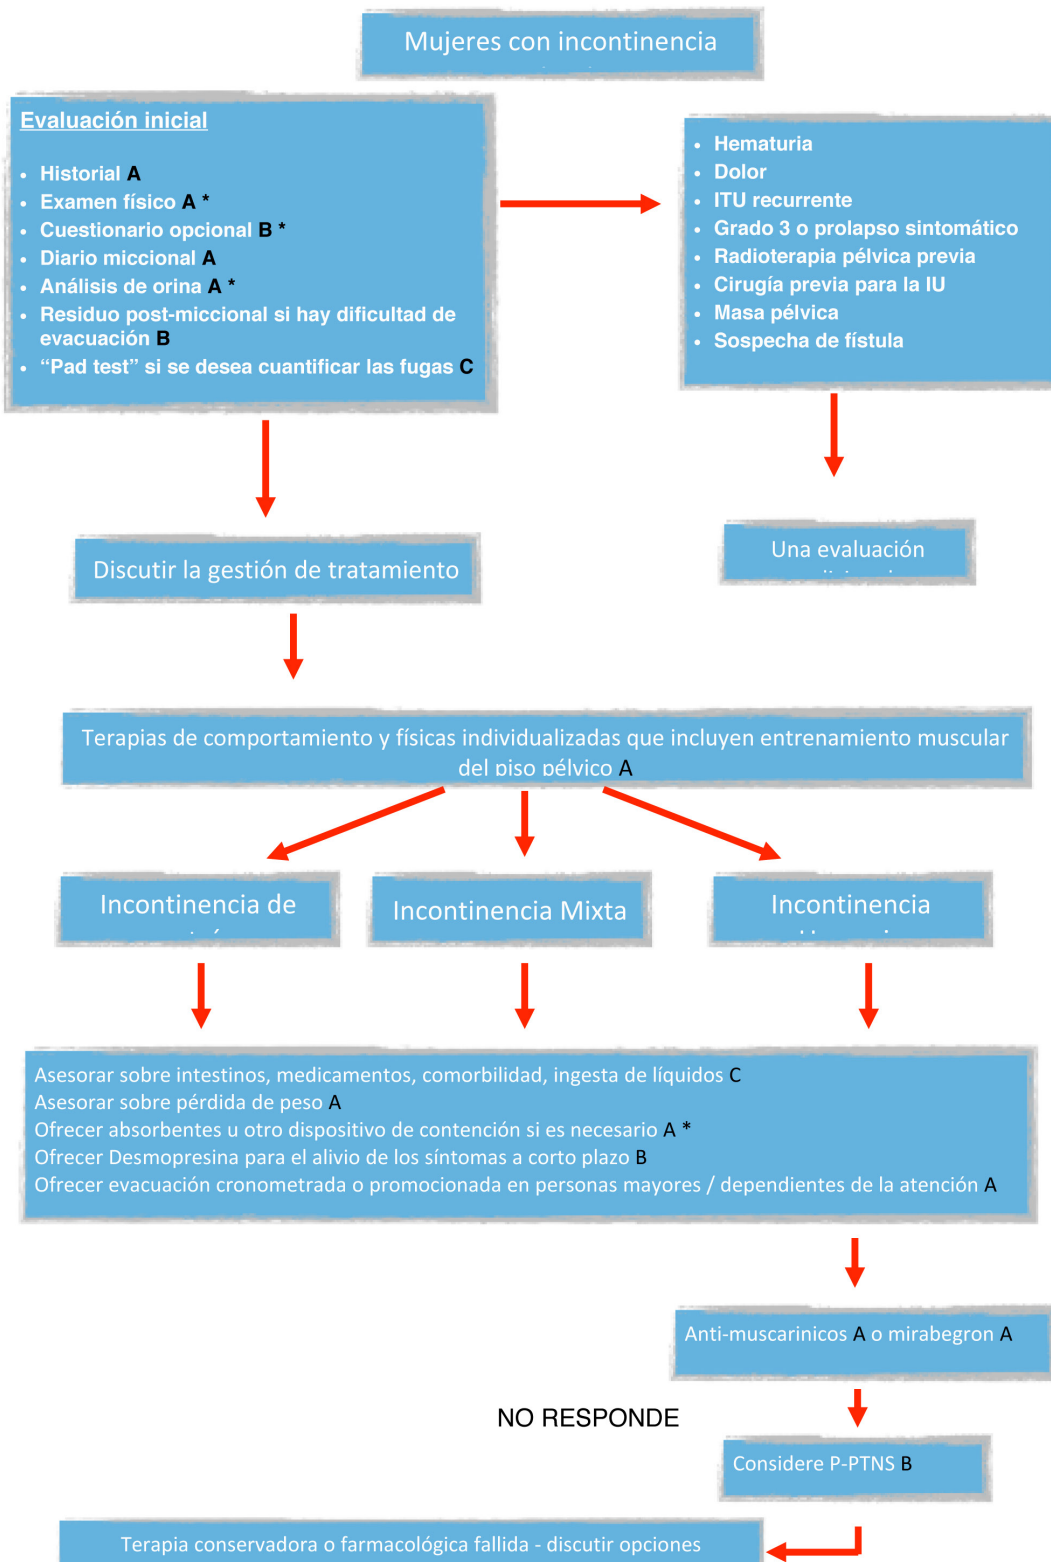 Mujeres con incontinencia
Evaluación inicial
• Historial A
• Examen físico A *
• Cuestionario opcional B *
• Diario miccional A
• Análisis de orina A *
• Residuo post-miccional si hay dificultad de
evacuación B
• “Pad test” si se desea cuantificar las fugas C
• Hematuria
• Dolor
• ITU recurrente
• Grado 3 o prolapso sintomático
• Radioterapia pélvica previa
• Cirugía previa para la IU
• Masa pélvica
• Sospecha de fístula
Discutir la gestión de tratamiento
Una evaluación
Terapias de comportamiento y físicas individualizadas que incluyen entrenamiento muscular
del piso pélvico A
Incontinencia de
Incontinencia Mixta
Incontinencia
Asesorar sobre intestinos, medicamentos, comorbilidad, ingesta de líquidos C
Asesorar sobre pérdida de peso A
Ofrecer absorbentes u otro dispositivo de contención si es necesario A *
Ofrecer Desmopresina para el alivio de los síntomas a corto plazo B
Ofrecer evacuación cronometrada o promocionada en personas mayores / dependientes de la atención A
Anti-muscarinicos A o mirabegron A
NO RESPONDE
Considere P-PTNS B
Terapia conservadora o farmacológica fallida - discutir opciones